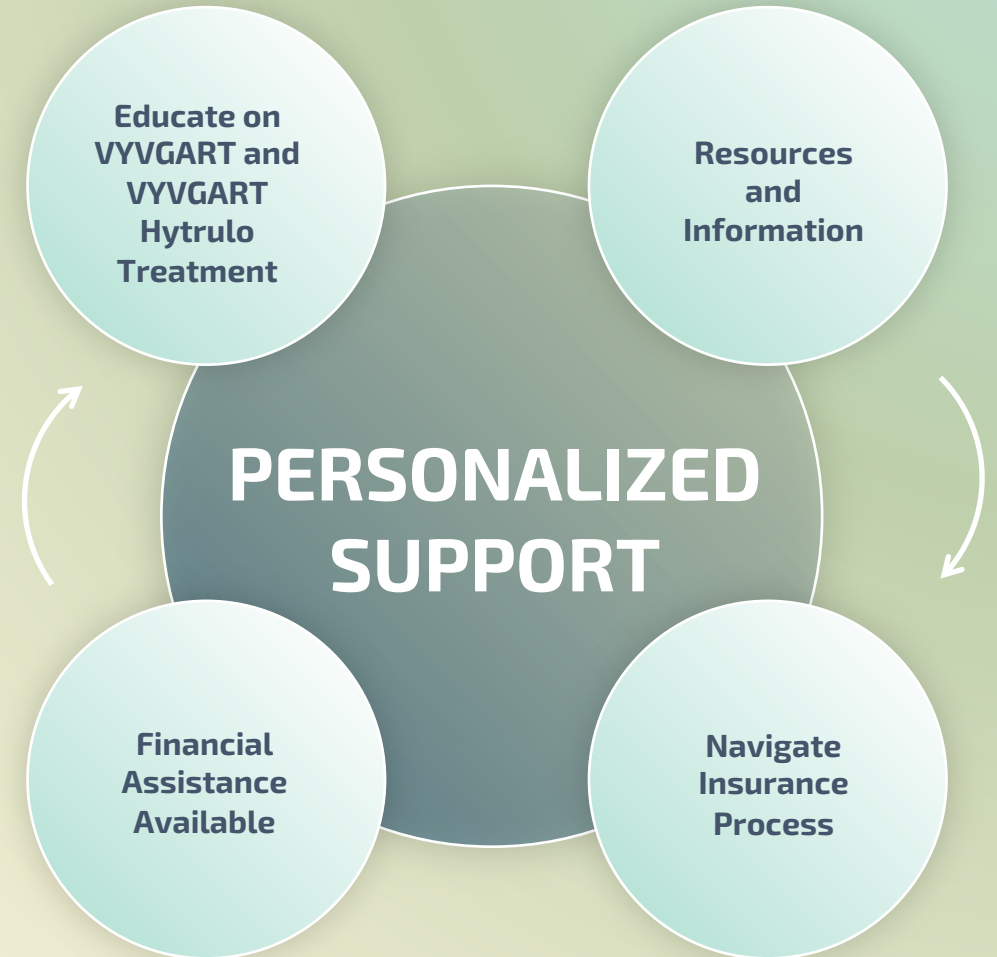 Educate on
VYVGART and
VYVGART
Hytrulo
Treatment
Resources
and
Information
PERSONALIZED
SUPPORT
Financial
Assistance
Available
Navigate
Insurance
Process